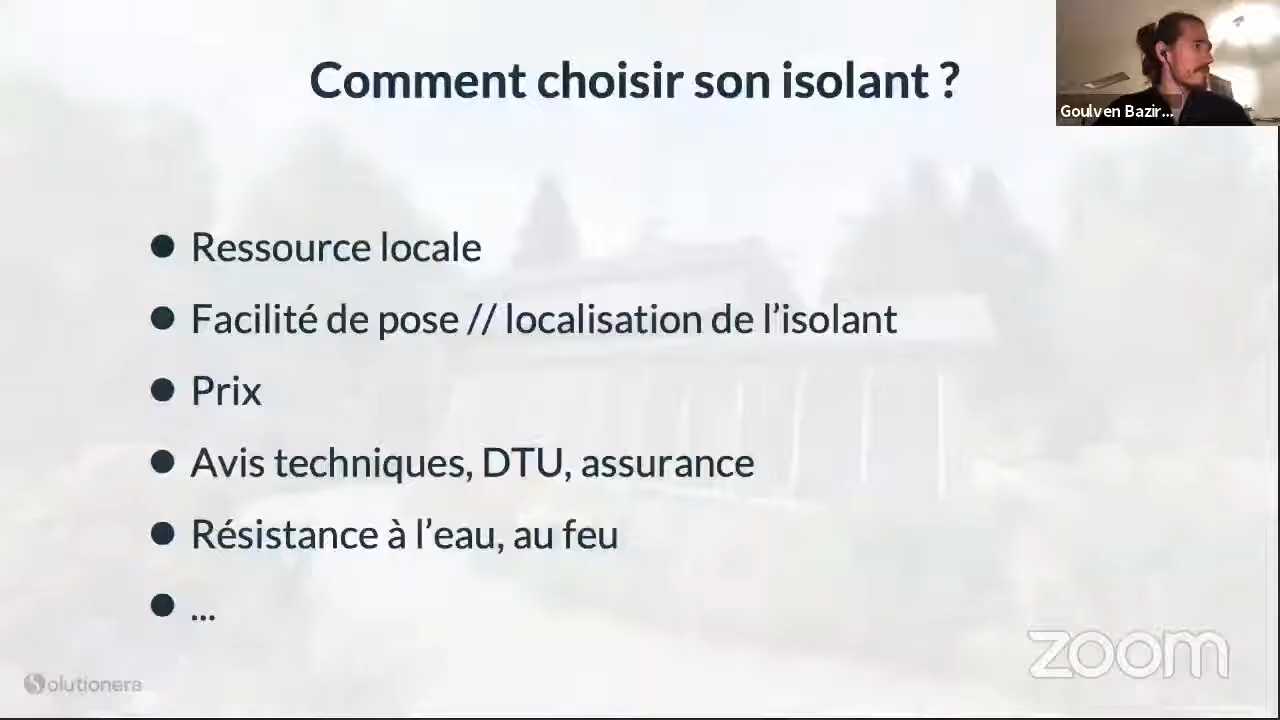 Comment choisir son isolant ?
Goulven Bazir...
● Ressource locale
● Facilité de pose // localisation de l’isolant
● Prix
● Avis techniques, DTU, assurance
● Résistance à l’eau, au feu
● ...
Solutionera
zoom